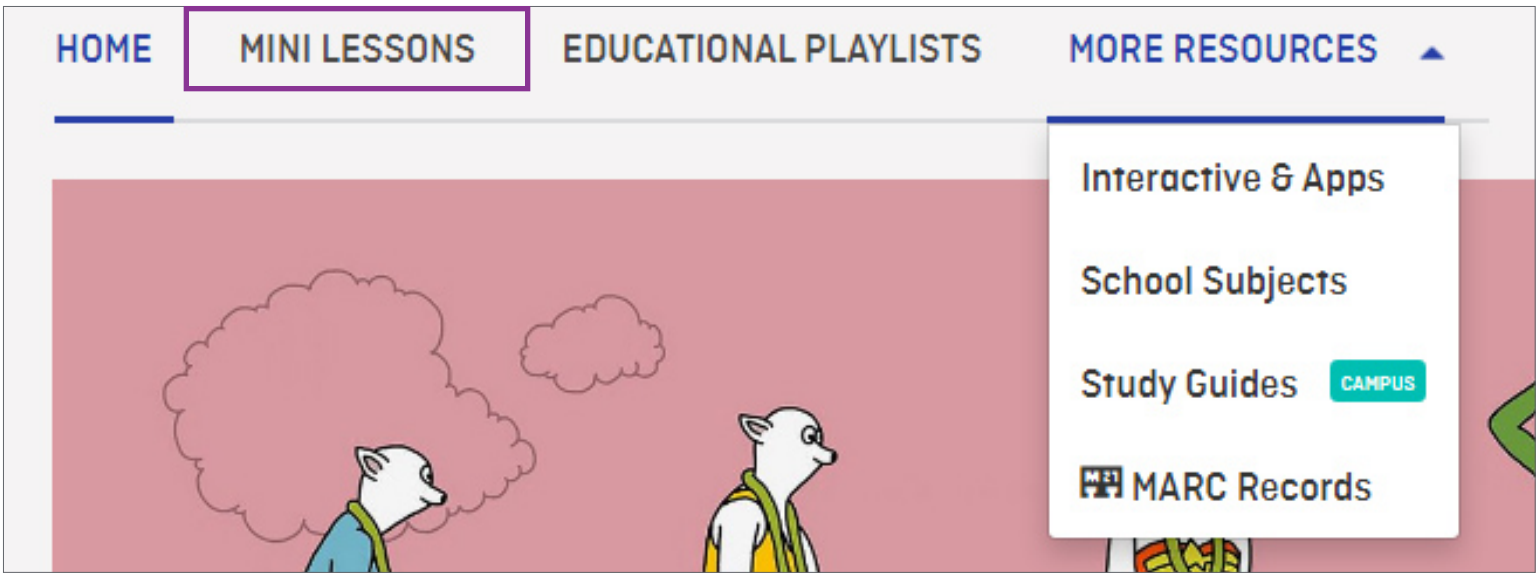 HOME MINI LESSONS EDUCATIONAL PLAYLISTS MORE RESOURCES
Interactive & Apps
School Subjects
Study Guides CAMPUS
MARC Records